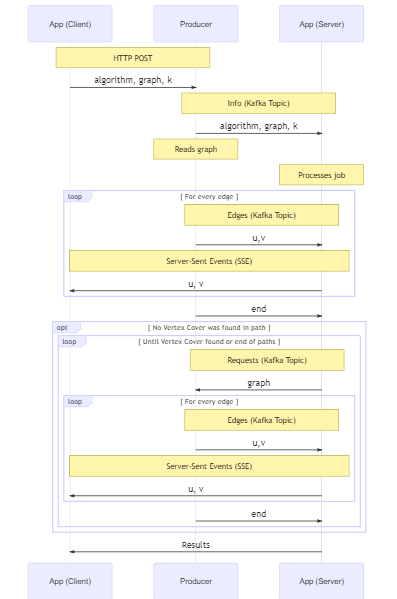 App (Client) Producer App (Server)
HTTP POST
algorithm, graph, k
Info (Kafka Topic)
algorithm, graph, k
Reads graph
Processes job
loop [ For every edge ]
Edges (Kafka Topic)
u,v
Server-Sent Events (SSE)
u, v
end
opt [ No Vertex Cover was found in path ]
loop [ Until Vertex Cover found or end of paths ]
Requests (Kafka Topic)
graph
loop [ For every edge ]
Edges (Kafka Topic)
u,v
Server-Sent Events (SSE)
u, v
end
Results
App (Client) Producer App (Server)